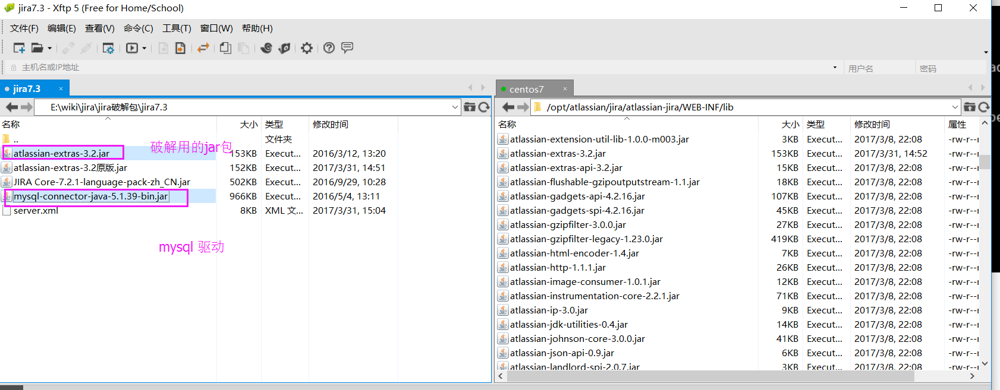 jira7.3 - Xftp 5 (Free for Home/School)
文件(F) 编辑(E) 查看(V) 命令(C) 工具(T) 窗口(W) 帮助(H)
主机名或IP地址 用户名 密码
jira7.3 × centos7 ×
E:\wiki\jira\jira破解包\jira7.3 /opt/atlassian/jira/atlassian-jira/WEB-INF/lib
名称 大小 类型 修改时间
.. 文件夹
破解用的jar包
atlassian-extras-3.2.jar 153KB Execut... 2016/3/12, 13:20
atlassian-extras-3.2原版.jar 152KB Execut... 2017/3/31, 14:51
JIRA Core-7.2.1-language-pack-zh_CN.jar 502KB Execut... 2016/9/29, 10:28
mysql-connector-java-5.1.39-bin.jar 966KB Execut... 2016/5/4, 13:11
server.xml 8KB XML 文... 2017/3/31, 15:04
mysql 驱动
名称 大小 类型 修改时间 属性
atlassian-extension-util-lib-1.0.0-m003.jar 3KB Execut... 2017/3/8, 22:08 -rw-r--r
atlassian-extras-3.2.jar 153KB Execut... 2017/3/31, 14:52 -rw-r--r
atlassian-extras-api-3.2.jar 15KB Execut... 2017/3/8, 22:08 -rw-r--r
atlassian-flushable-gzipoutputstream-1.1.jar 18KB Execut... 2017/3/8, 22:08 -rw-r--r
atlassian-gadgets-api-4.2.16.jar 107KB Execut... 2017/3/8, 22:08 -rw-r--r
atlassian-gadgets-spi-4.2.16.jar 45KB Execut... 2017/3/8, 22:08 -rw-r--r
atlassian-gzipfilter-3.0.0.jar 27KB Execut... 2017/3/8, 22:08 -rw-r--r
atlassian-gzipfilter-legacy-1.23.0.jar 419KB Execut... 2017/3/8, 22:08 -rw-r--r
atlassian-html-encoder-1.4.jar 7KB Execut... 2017/3/8, 22:08 -rw-r--r
atlassian-http-1.1.1.jar 26KB Execut... 2017/3/8, 22:08 -rw-r--r
atlassian-image-consumer-1.0.1.jar 12KB Execut... 2017/3/8, 22:08 -rw-r--r
atlassian-instrumentation-core-2.2.1.jar 71KB Execut... 2017/3/8, 22:08 -rw-r--r
atlassian-ip-3.0.jar 9KB Execut... 2017/3/8, 22:08 -rw-r--r
atlassian-jdk-utilities-0.4.jar 14KB Execut... 2017/3/8, 22:08 -rw-r--r
atlassian-johnson-core-3.0.0.jar 41KB Execut... 2017/3/8, 22:08 -rw-r--r
atlassian-json-api-0.9.jar 6KB Execut... 2017/3/8, 22:08 -rw-r--r
atlassian-landlord-spi-2.0.7.jar 3KB Execut... 2017/3/8, 22:08 -rw-r--r